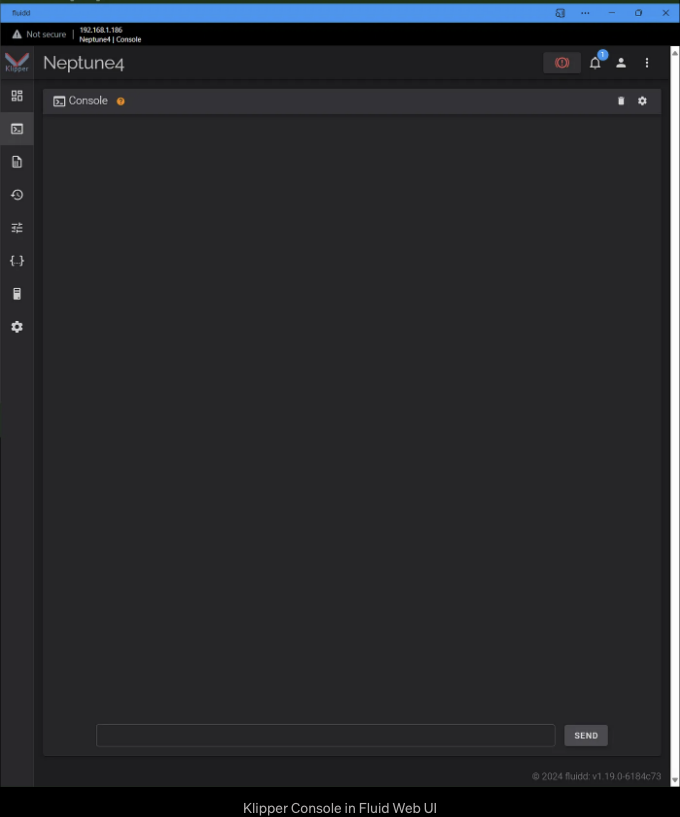 fluidd
Not secure
192.168.1.186
Neptune4 | Console
Klipper
Neptune4
1
Console
SEND
© 2024 fluidd: v1.19.0-6184c73
Klipper Console in Fluid Web UI